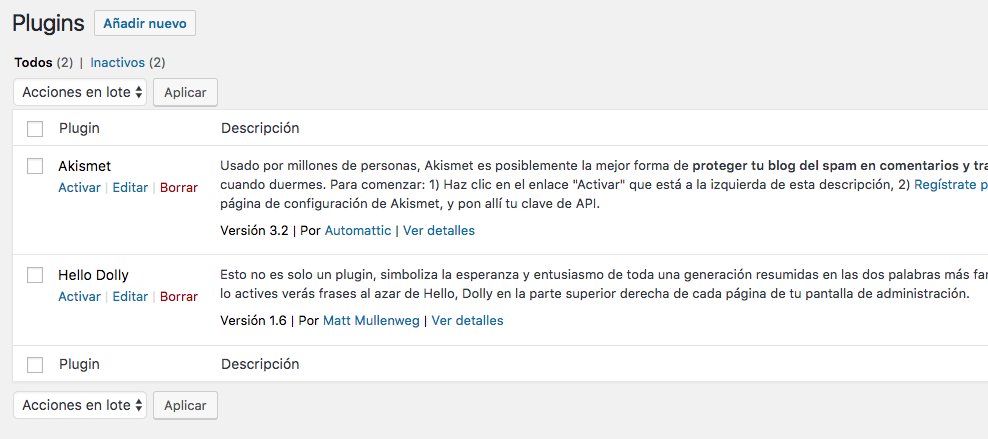 Plugins Añadir nuevo
Todos (2) | Inactivos (2)
Acciones en lote Aplicar
Plugin Descripción
Akismet Usado por millones de personas, Akismet es posiblemente la mejor forma de proteger tu blog del spam en comentarios y tra
Activar | Editar | Borrar cuando duermes. Para comenzar: 1) Haz clic en el enlace "Activar" que está a la izquierda de esta descripción, 2) Regístrate p
página de configuración de Akismet, y pon allí tu clave de API.
Versión 3.2 | Por Automattic | Ver detalles
Hello Dolly Esto no es solo un plugin, simboliza la esperanza y entusiasmo de toda una generación resumidas en las dos palabras más fam
Activar | Editar | Borrar lo actives verás frases al azar de Hello, Dolly en la parte superior derecha de cada página de tu pantalla de administración.
Versión 1.6 | Por Matt Mullenweg | Ver detalles
Plugin Descripción
Acciones en lote Aplicar